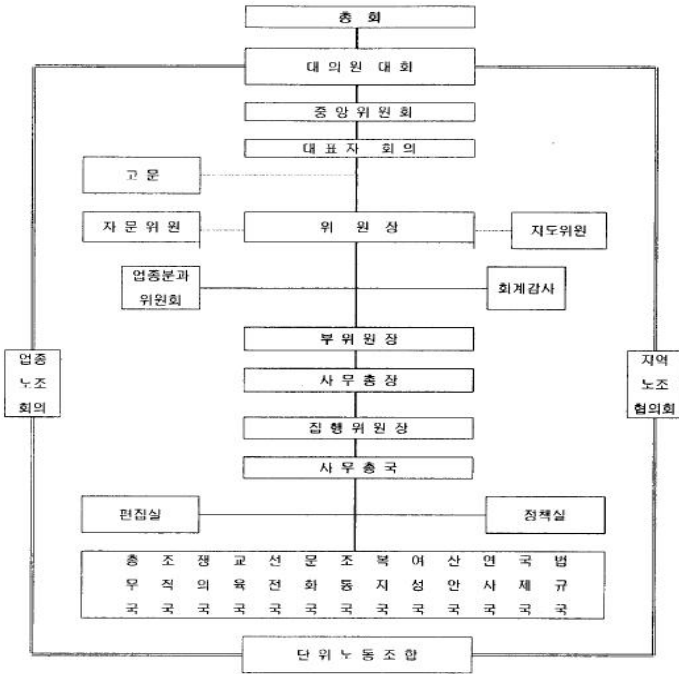 총 회
대 의 원 대 회
중 앙 위 원 회
대 표 자 회 의
고 문
자 문 위 원
위 원 장
지도위원
업종분과
위원회
회계감사
부 위 원 장
업종
노조
회의
지역
노조
협의회
사 무 총 장
집 행 위 원 장
사 무 총 국
편집실
정책실
총 조 쟁 교 선 문 조 복 여 산 연 국 법
무 직 의 육 전 화 통 지 성 안 사 제 규
국 국 국 국 국 국 국 국 국 국 국 국 국
단 위 노 동 조 합